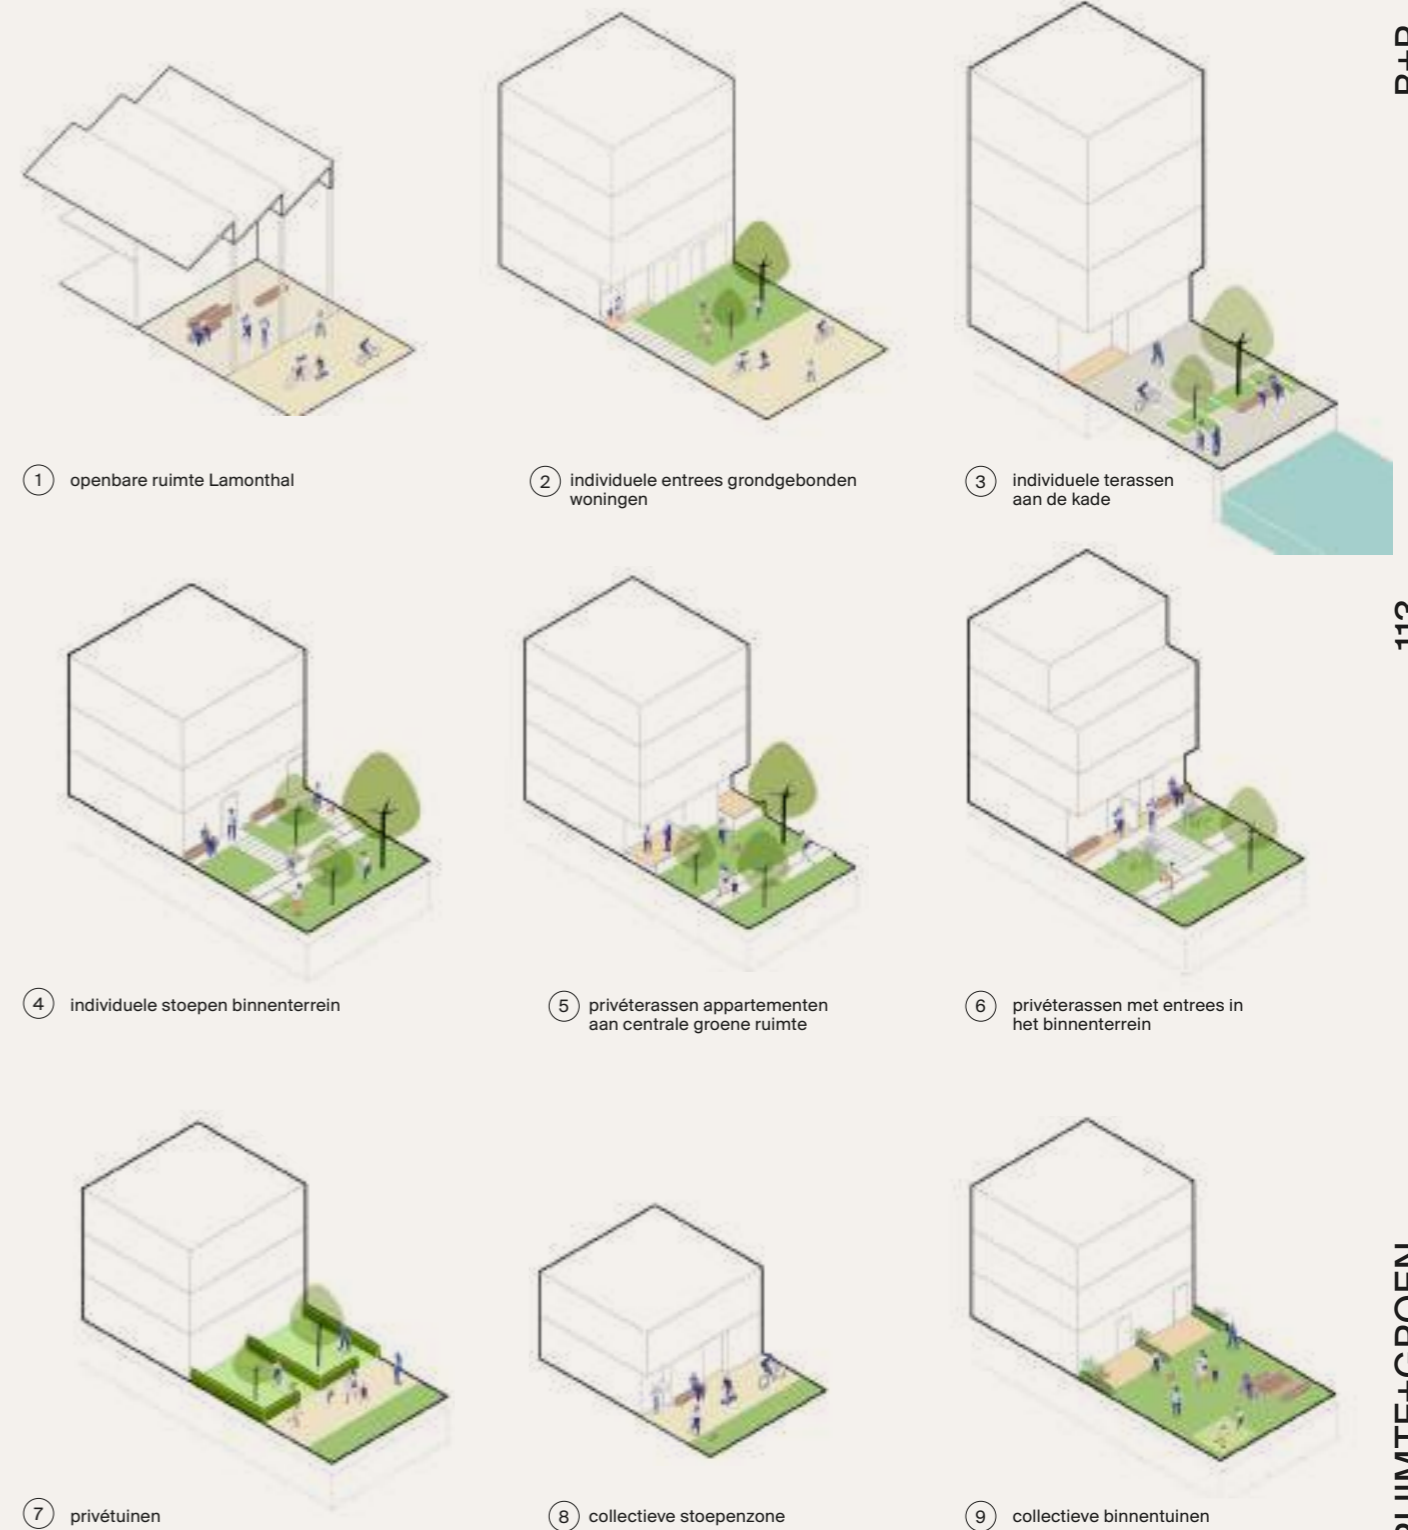 1 openbare ruimte Lamonthal
2 individuele entrees grondgebonden
woningen
3 individuele terassen
aan de kade
4 individuele stoepen binnenterrein
5 privéterassen appartementen
aan centrale groene ruimte
6 privéterassen met entrees in
het binnenterrein
7 privétuinen
8 collectieve stoepenzone
9 collectieve binnentuinen